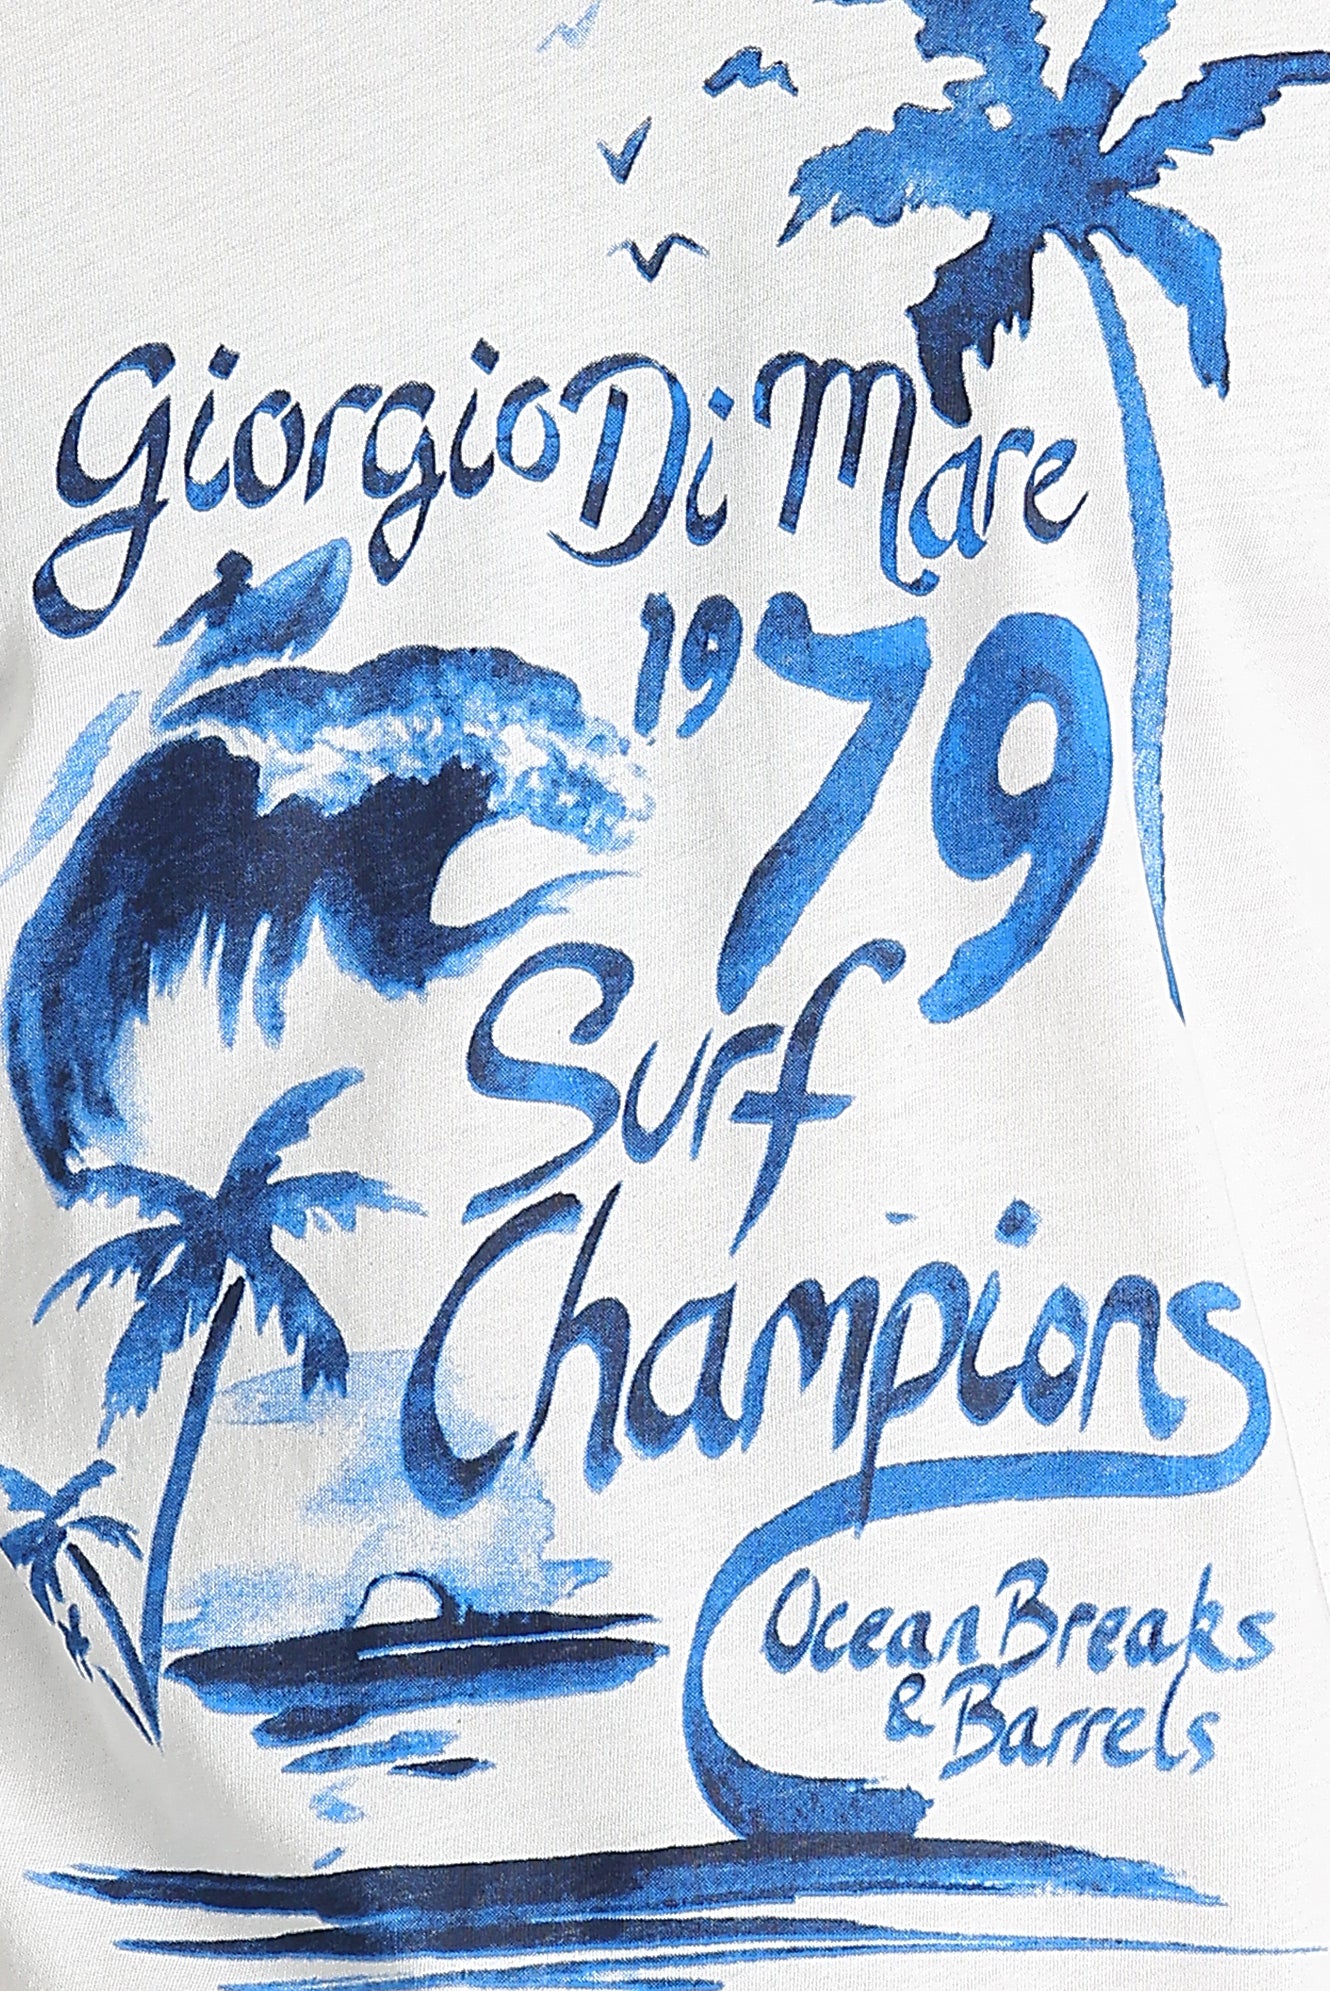 Giorgio Di Mare
1979
Surf
Champions
Ocean Breaks
& Barrels